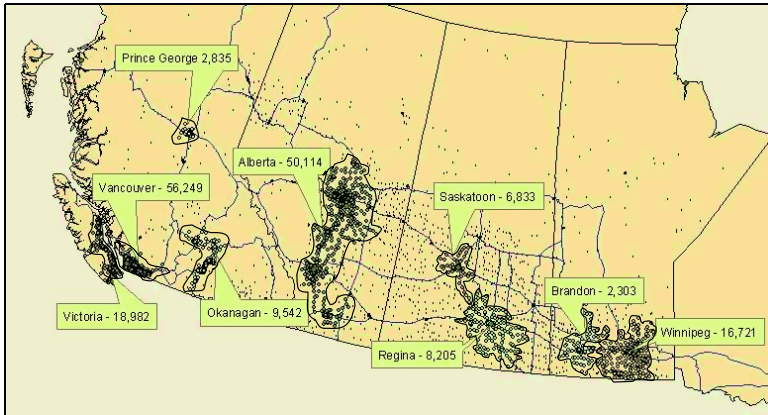 Prince George 2,835
Alberta - 50,114
Vancouver - 56,249
Saskatoon - 6,833
Brandon - 2,303
Victoria - 18,982
Okanagan - 9,542
Winnipeg - 16,721
Regina - 8,205